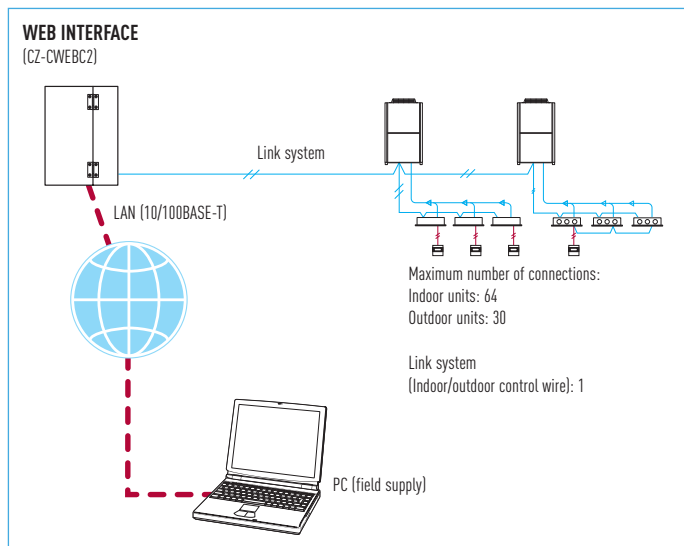 WEB INTERFACE
(CZ-CWEBC2)
Link system
LAN (10/100BASE-T)
Maximum number of connections:
Indoor units: 64
Outdoor units: 30
Link system
(Indoor/outdoor control wire): 1
PC (field supply)